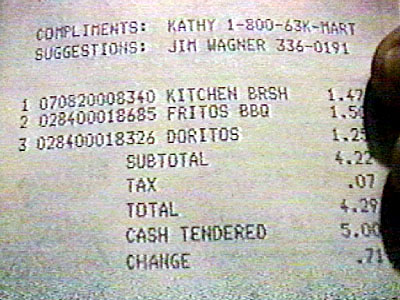 COMPLIMENTS: KATHY 1-800-63K-MART
SUGGESTIONS: JIM WAGNER 336-0191
1 070820008340 KITCHEN BRSH 1.47
2 028400018685 FRITOS BBQ 1.50
3 028400018326 DORITOS 1.25
SUBTOTAL 4.22
TAX .07
TOTAL 4.29
CASH TENDERED 5.00
CHANGE .71